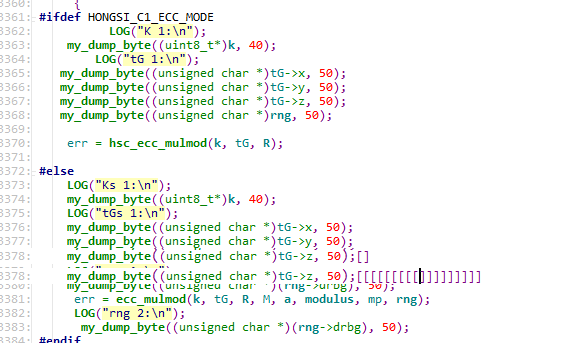 3360: {
3361: #ifdef HONGSI_C1_ECC_MODE
3362: LOG("K 1:\n");
3363: my_dump_byte((uint8_t*)k, 40);
3364: LOG("tG 1:\n");
3365: my_dump_byte((unsigned char *)tG->x, 50);
3366: my_dump_byte((unsigned char *)tG->y, 50);
3367: my_dump_byte((unsigned char *)tG->z, 50);
3368: my_dump_byte((unsigned char *)rng, 50);
3369:
3370: err = hsc_ecc_mulmod(k, tG, R);
3371:
3372: #else
3373: LOG("Ks 1:\n");
3374: my_dump_byte((uint8_t*)k, 40);
3375: LOG("tGs 1:\n");
3376: my_dump_byte((unsigned char *)tG->x, 50);
3377: my_dump_byte((unsigned char *)tG->y, 50);
378: my_dump_byte((unsigned char *)tG->z, 50);[]
378: my_dump_byte((unsigned char *)tG->z, 50);[[[[[[[[[]]]]]]]]]
3380: my_dump_byte((unsigned char *)(rng->drbg), 50);
3381: err = ecc_mulmod(k, tG, R, M, a, modulus, mp, rng);
3382: LOG("rng 2:\n");
3383: my_dump_byte((unsigned char *)(rng->drbg), 50);
3384: #endif